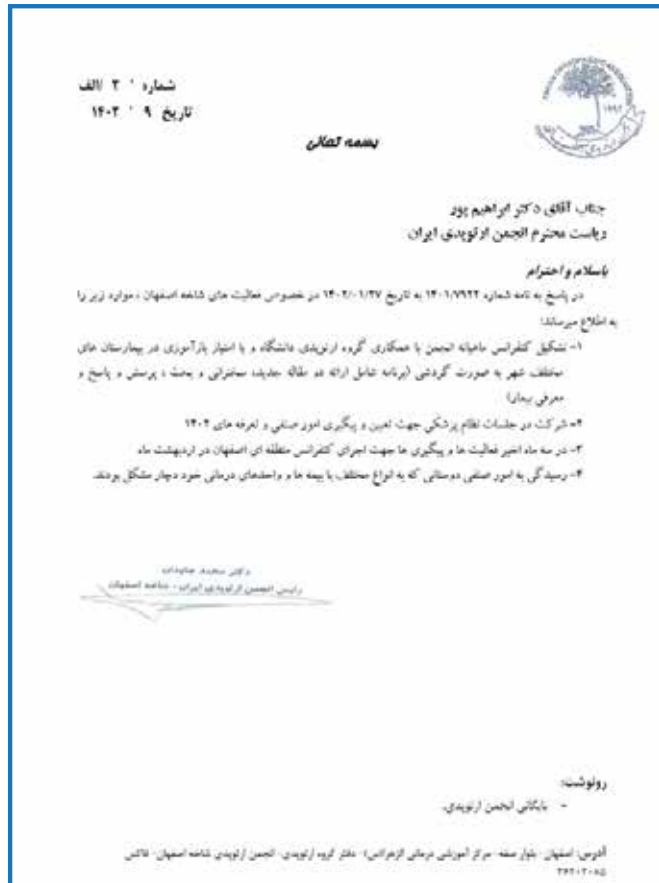 شماره ' ۲ /الف
تاریخ ۹ ' ۱۴۰۲
بسمه تعالی
جناب آقای دکتر ابراهیم پور
ریاست محترم انجمن ارتوپدی ایران
باسلام و احترام
در پاسخ به نامه شماره ۱۴۰۱/۷۹۲۲ به تاریخ ۱۴۰۲/۰۱/۲۷ در خصوص فعالیت های شاخه اصفهان ، موارد زیر را
به اطلاع میرساند:
۱- تشکیل کنفرانس ماهیانه انجمن با همکاری گروه ارتوپدی دانشگاه و با امتیاز بازآموزی در بیمارستان های
مختلف شهر به صورت گردشی (برنامه شامل ارائه دو مقاله جدید، سخنرانی و بحث ، پرسش و پاسخ و
معرفی بیمار)
۲- شرکت در جلسات نظام پزشکی جهت تعیین و پیگیری امور صنفی و تعرفه های ۱۴۰۲
۳- در سه ماه اخیر فعالیت ها و پیگیری ها جهت اجرای کنفرانس منطقه ای اصفهان در اردیبهشت ماه
۴- رسیدگی به امور صنفی دوستانی که به انواع مختلف با بیمه ها و واحدهای درمانی خود دچار مشکل بودند.
دکتر
رئیس انجمن ارتوپدی ایران - شاخه اصفهان
رونوشت:
- بایگانی انجمن ارتوپدی.
آدرس: اصفهان - بلوار صفه - مرکز آموزشی درمانی الزهرا(س) - دفتر گروه ارتوپدی - انجمن ارتوپدی شاخه اصفهان - فاکس